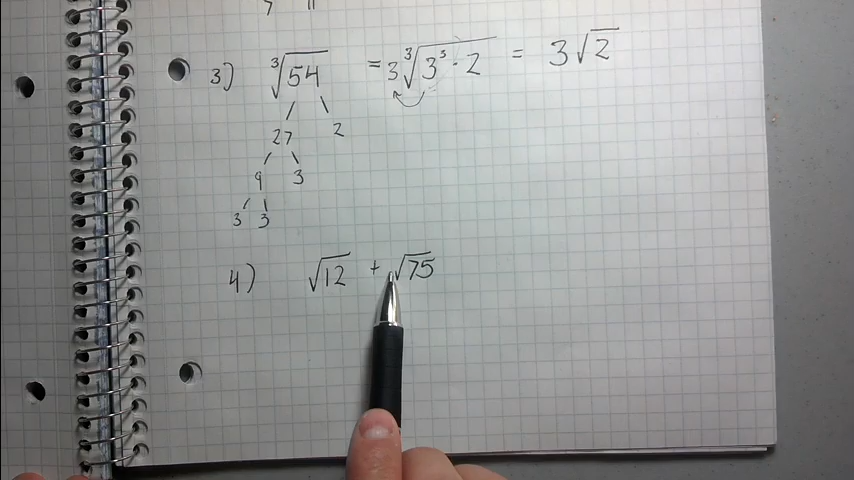 3) ∛54 = 3∛3³·2 = 3√2
27 2
9 3
3 3
4) √12 + √75